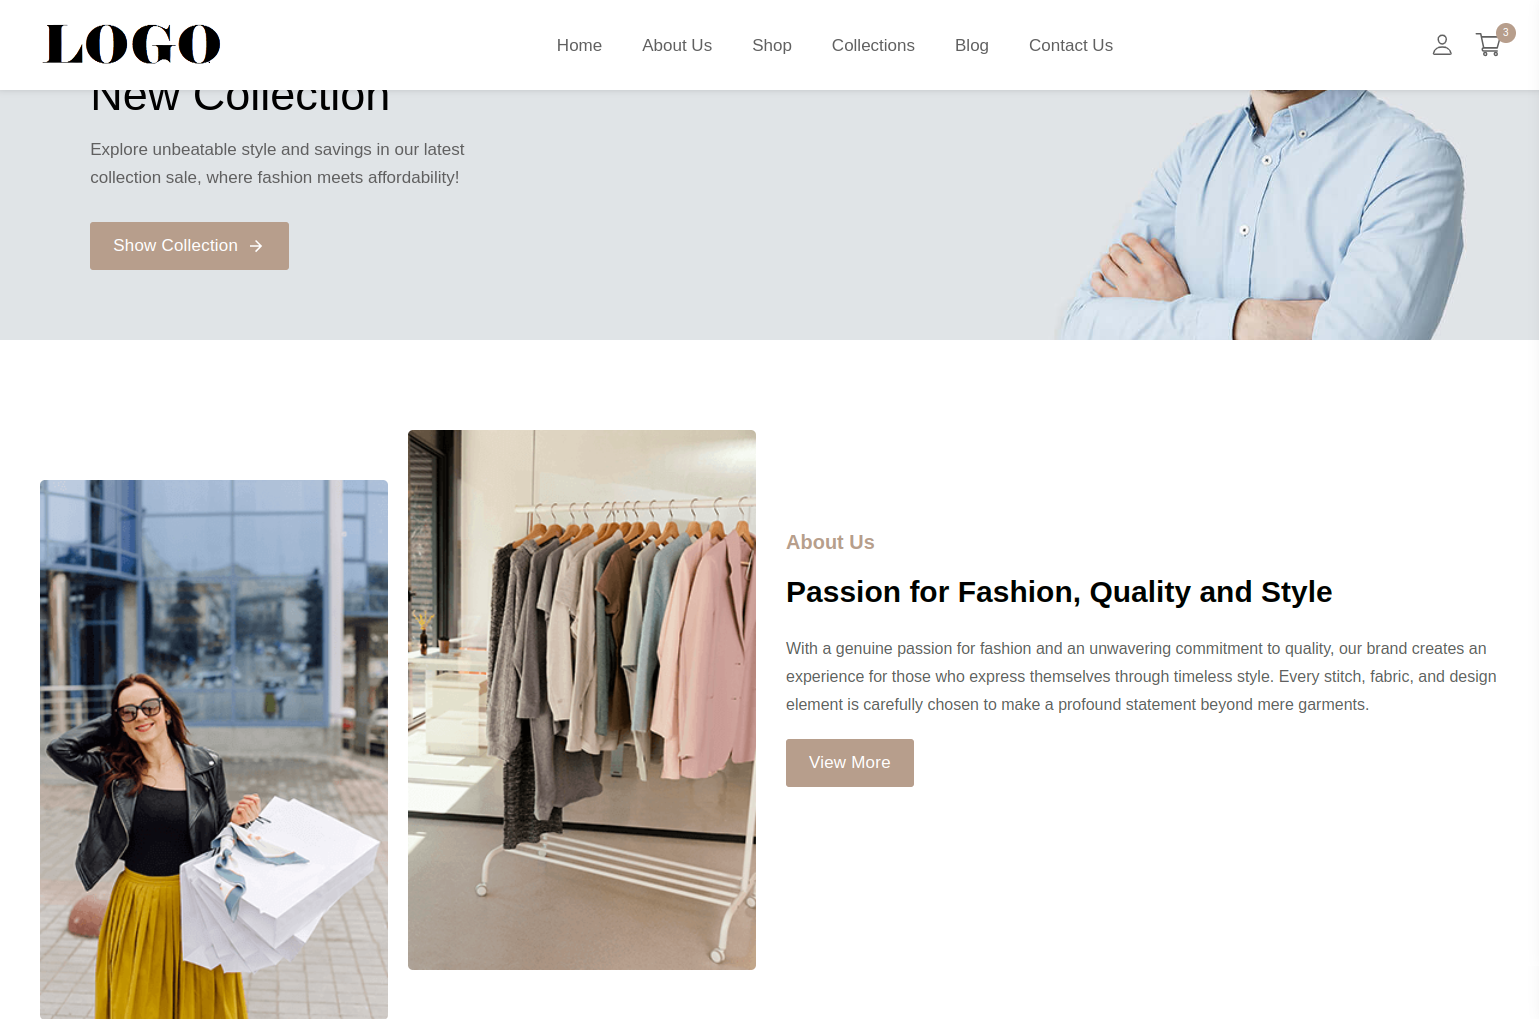 LOGO
Home About Us Shop Collections Blog Contact Us
3
New Collection
Explore unbeatable style and savings in our latest
collection sale, where fashion meets affordability!
Show Collection
About Us
Passion for Fashion, Quality and Style
With a genuine passion for fashion and an unwavering commitment to quality, our brand creates an
experience for those who express themselves through timeless style. Every stitch, fabric, and design
element is carefully chosen to make a profound statement beyond mere garments.
View More